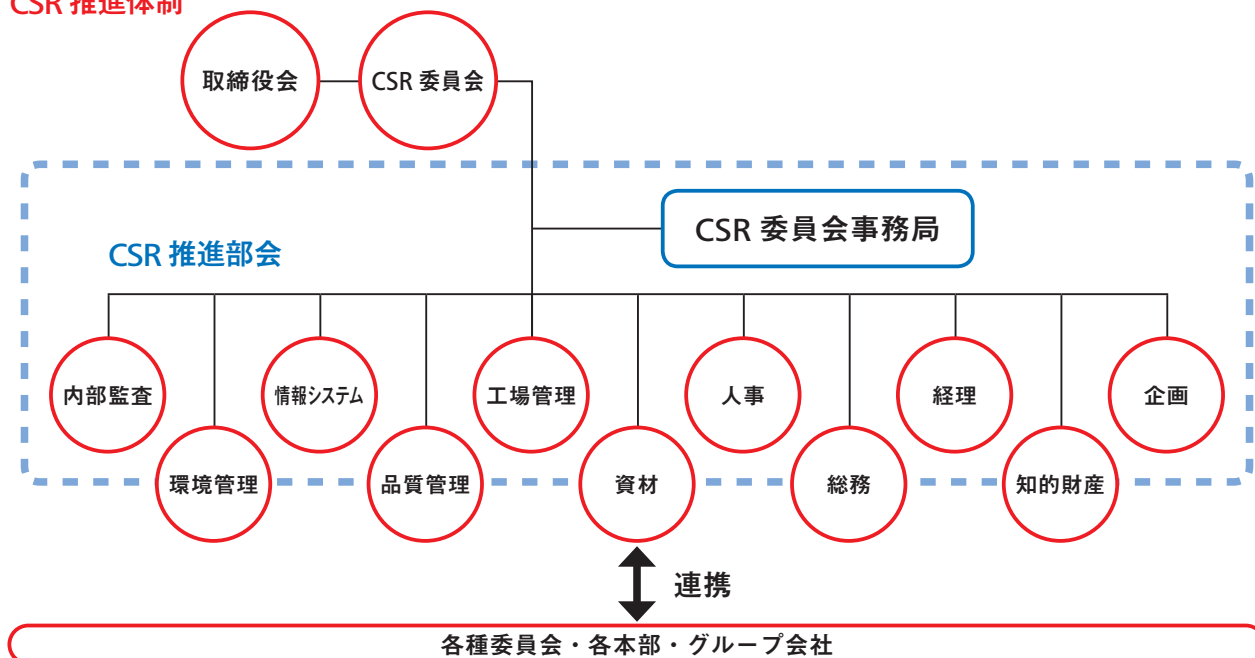 CSR 推進体制
取締役会
CSR 委員会
CSR 委員会事務局
CSR 推進部会
内部監査
情報システム
工場管理
人事
経理
企画
環境管理
品質管理
資材
総務
知的財産
連携
各種委員会・各本部・グループ会社